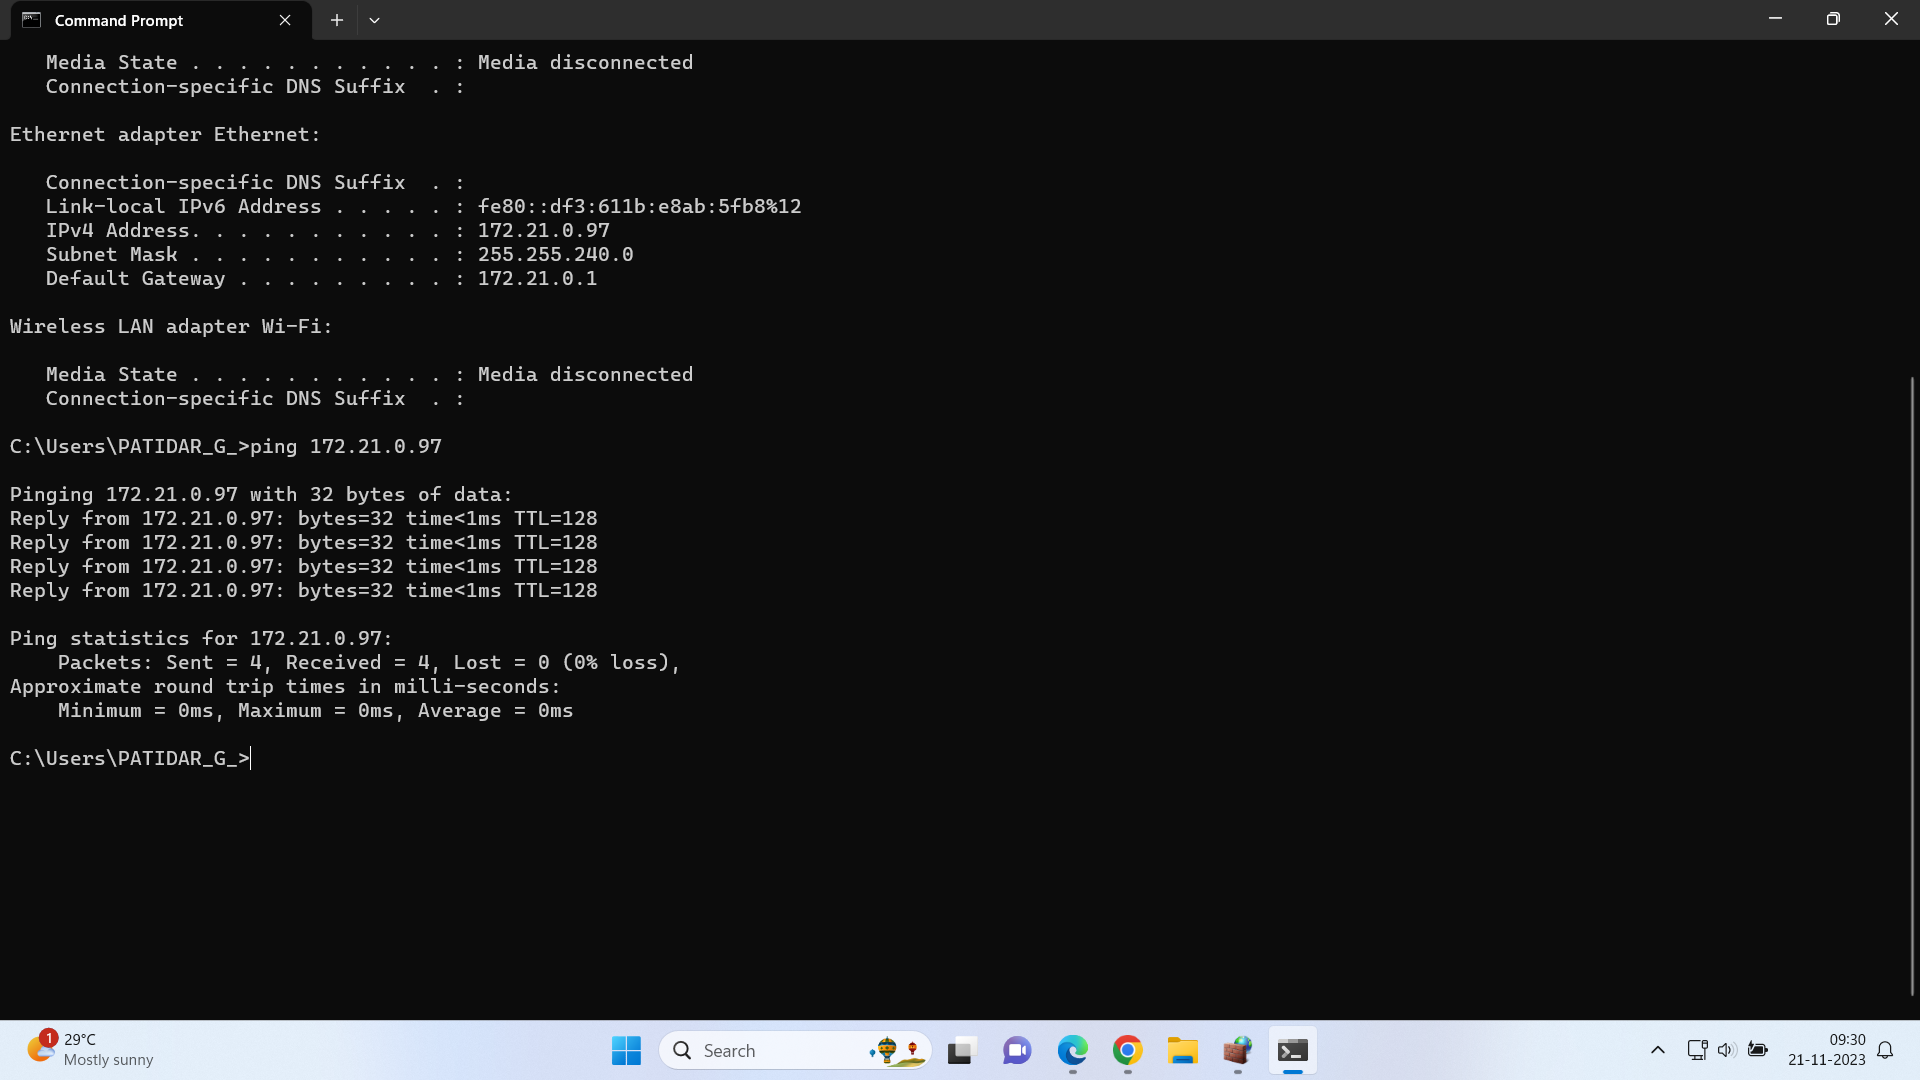 Command Prompt
Media State . . . . . . . . . . . : Media disconnected
Connection-specific DNS Suffix  . :
Ethernet adapter Ethernet:
Connection-specific DNS Suffix  . :
Link-local IPv6 Address . . . . . : fe80::df3:611b:e8ab:5fb8%12
IPv4 Address. . . . . . . . . . . : 172.21.0.97
Subnet Mask . . . . . . . . . . . : 255.255.240.0
Default Gateway . . . . . . . . . : 172.21.0.1
Wireless LAN adapter Wi-Fi:
Media State . . . . . . . . . . . : Media disconnected
Connection-specific DNS Suffix  . :
C:\Users\PATIDAR_G_>ping 172.21.0.97
Pinging 172.21.0.97 with 32 bytes of data:
Reply from 172.21.0.97: bytes=32 time<1ms TTL=128
Reply from 172.21.0.97: bytes=32 time<1ms TTL=128
Reply from 172.21.0.97: bytes=32 time<1ms TTL=128
Reply from 172.21.0.97: bytes=32 time<1ms TTL=128
Ping statistics for 172.21.0.97:
Packets: Sent = 4, Received = 4, Lost = 0 (0% loss),
Approximate round trip times in milli-seconds:
Minimum = 0ms, Maximum = 0ms, Average = 0ms
C:\Users\PATIDAR_G_>
1
29°C
Mostly sunny
Search
09:30
21-11-2023